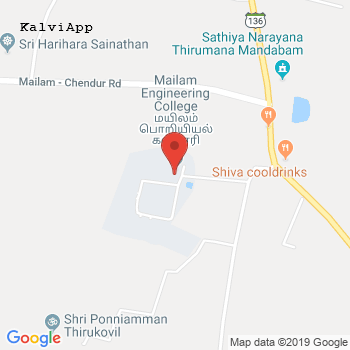 KalviApp
136
Sri Harihara Sainathan
Sathiya Narayana
Thirumana Mandabam
Mailam - Chendur Rd
Mailam
Engineering
College
மயிலம்
பொறியியல்
Shiva cooldrinks
Shri Ponniamman
Thirukovil
Google
Map data ©2019 Google